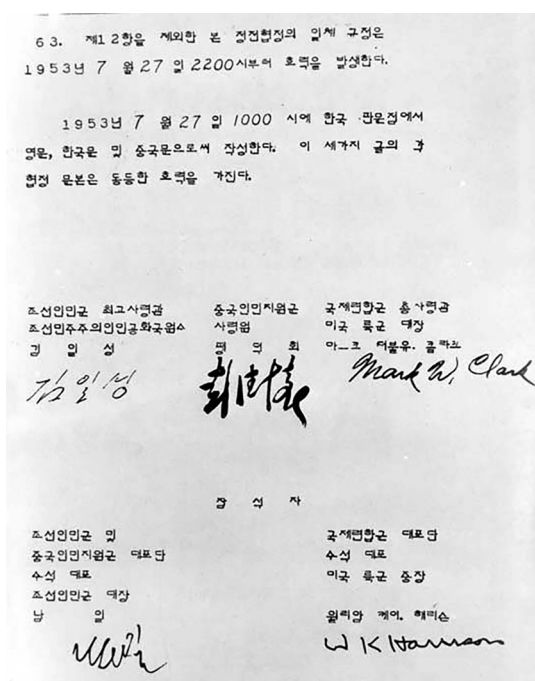 63. 제12항을 제외한 본 정전협정의 일체 규정은
1953년 7 월 27 일 2200시부터 효력을 발생한다.
1953년 7 월 27 일 1000 시에 한국 판문점에서
영문, 한국문 및 중국문으로써 작성한다. 이 세가지 글의 각
협정 문본은 동등한 효력을 가진다.
조선인민군 최고사령관
조선민주주의인민공화국원수
김 일 성
김일성
중국인민지원군
사령원
팽 덕 회
彭德懷
국제련합군 총사령관
미국 륙군 대장
마ㅡ크 더불유. 클라크
Mark W. Clark
참 석 자
조선인민군 및
중국인민지원군 대표단
수석 대표
조선인민군 대장
남 일
남일
국제련합군 대표단
수석 대표
미국 륙군 중장
윌리암 케이. 해리슨
W K Harrison